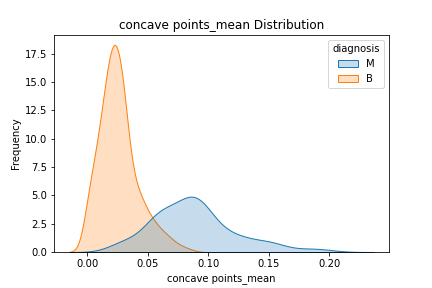 concave points_mean Distribution
diagnosis
M
B
17.5
15.0
12.5
10.0
7.5
5.0
2.5
0.0
Frequency
0.00 0.05 0.10 0.15 0.20
concave points_mean